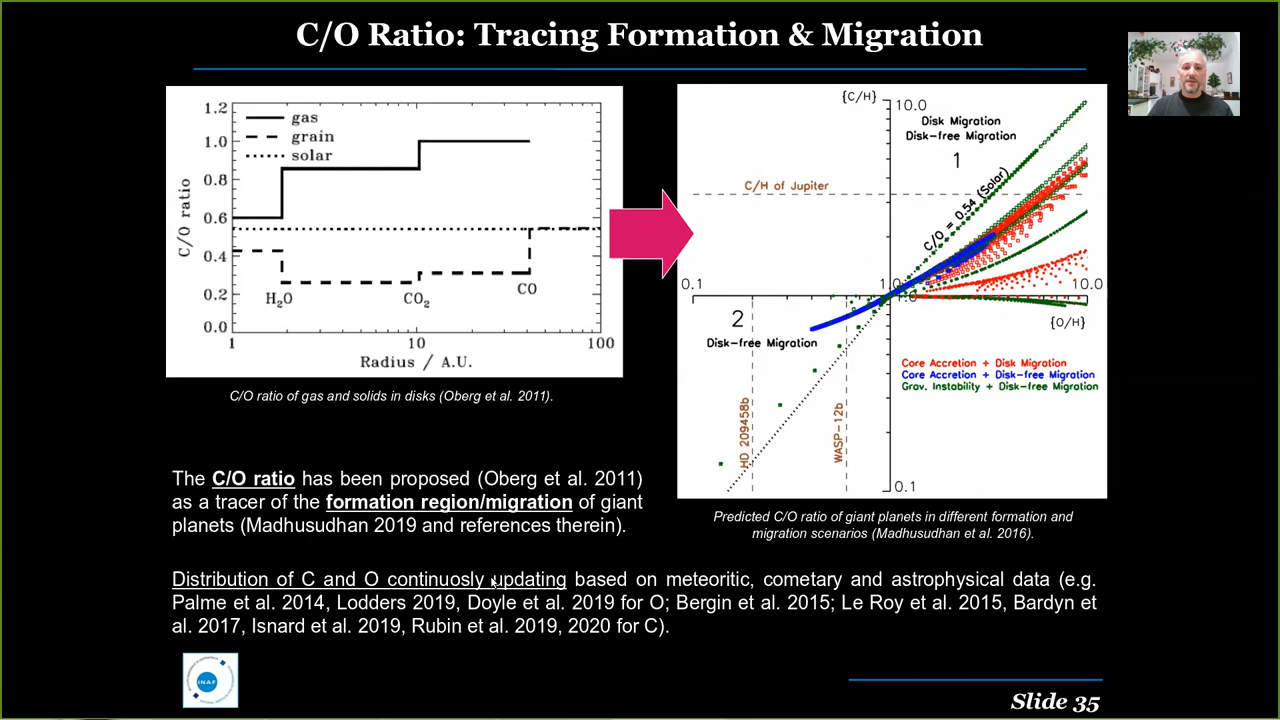 C/O Ratio: Tracing Formation & Migration
1.2
1.0
0.8
0.6
0.4
0.2
0.0
C/O ratio
gas
grain
solar
H₂O
CO₂
CO
1
10
100
Radius / A.U.
C/O ratio of gas and solids in disks (Oberg et al. 2011).
{C/H}
10.0
Disk Migration
Disk-free Migration
1
C/H of Jupiter
C/O = 0.54 (Solar)
0.1
1.0
1.0
10.0
{O/H}
2
Disk-free Migration
Core Accretion + Disk Migration
Core Accretion + Disk-free Migration
Grav. Instability + Disk-free Migration
HD 209458b
WASP-12b
0.1
Predicted C/O ratio of giant planets in different formation and
migration scenarios (Madhusudhan et al. 2016).
The C/O ratio has been proposed (Oberg et al. 2011)
as a tracer of the formation region/migration of giant
planets (Madhusudhan 2019 and references therein).
Distribution of C and O continuosly updating based on meteoritic, cometary and astrophysical data (e.g.
Palme et al. 2014, Lodders 2019, Doyle et al. 2019 for O; Bergin et al. 2015; Le Roy et al. 2015, Bardyn et
al. 2017, Isnard et al. 2019, Rubin et al. 2019, 2020 for C).
INAF
Slide 35